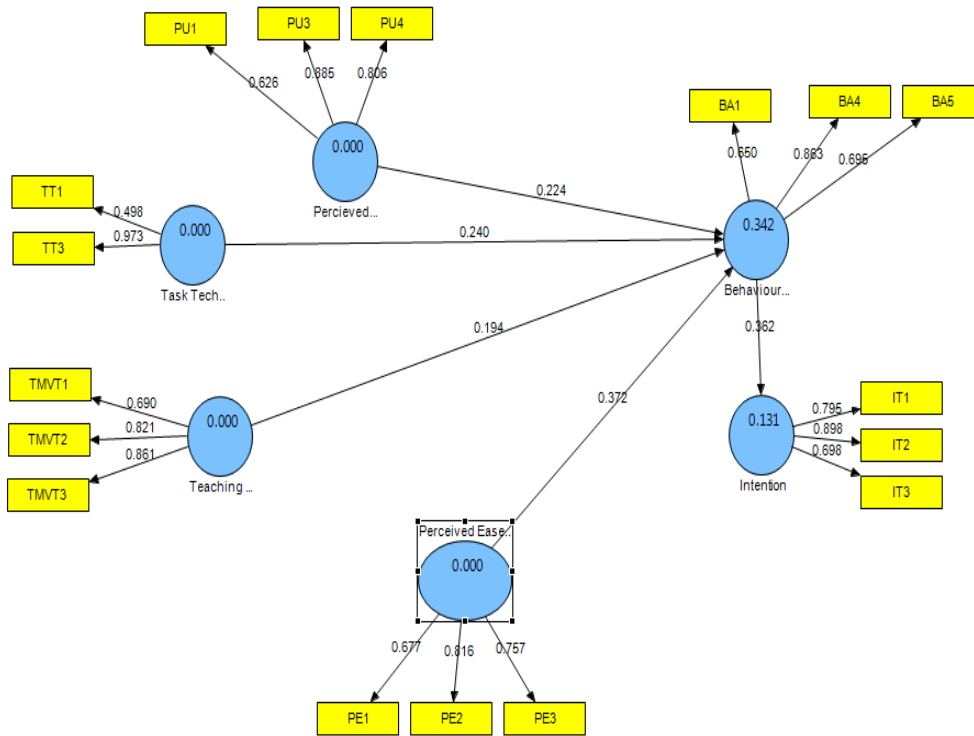 PU1
PU3
PU4
0.626
0.885
0.806
0.000
Percieved...
BA1
BA4
BA5
0.650
0.863
0.695
0.342
Behaviour...
0.224
TT1
TT3
0.498
0.973
0.000
Task Tech..
0.240
0.194
0.372
0.362
TMVT1
TMVT2
TMVT3
0.690
0.821
0.861
0.000
Teaching ...
0.131
Intention
0.795
0.898
0.698
IT1
IT2
IT3
Perceived Ease..
0.000
0.677
0.816
0.757
PE1
PE2
PE3